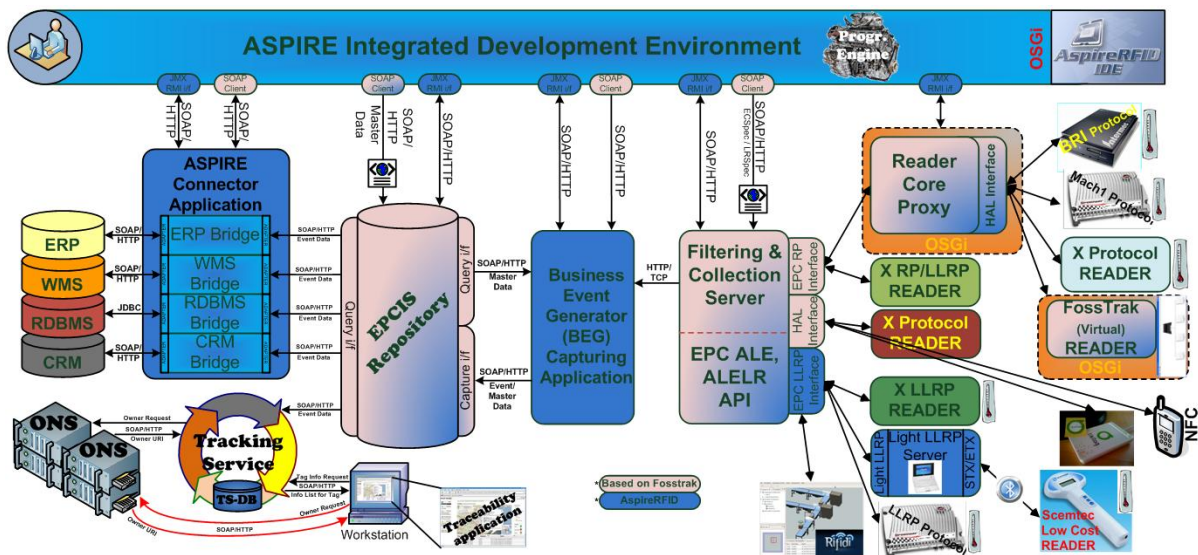 ASPIRE Integrated Development Environment
Progr.
Engine
OSGi
AspireRFID
IDE
JMX
RMI i/f
SOAP
Client
SOAP
Client
JMX
RMI i/f
JMX
RMI i/f
SOAP
Client
JMX
RMI i/f
SOAP
Client
JMX
RMI i/f
SOAP/
HTTP
SOAP/
HTTP
SOAP/
HTTP
Master
Data
SOAP/HTTP
SOAP/HTTP
SOAP/HTTP
SOAP/HTTP
SOAP/HTTP
ECSpec / LRSpec
ASPIRE
Connector
Application
ERP Bridge
WMS
Bridge
RDBMS
Bridge
CRM
Bridge
ERP
WMS
RDBMS
CRM
SOAP/
HTTP
SOAP/
HTTP
JDBC
SOAP/
HTTP
SOAP/HTTP
Event Data
SOAP/HTTP
Event Data
SOAP/HTTP
Event Data
SOAP/HTTP
Event Data
SOAP/HTTP
Event Data
Query i/f
EPCIS
Repository
Query i/f
Capture i/f
SOAP/HTTP
Master
Data
SOAP/HTTP
Event/
Master
Data
Business
Event
Generator
(BEG)
Capturing
Application
HTTP/
TCP
Filtering &
Collection
Server
EPC ALE,
ALELR
API
EPC RP
Interface
HAL
Interface
EPC LLRP
Interface
Reader
Core
Proxy
HAL Interface
OSGi
BRI Protocol
Intermec
Mach1 Protocol
X Protocol
READER
X RP/LLRP
READER
X Protocol
READER
FossTrak
(Virtual)
READER
OSGi
X LLRP
READER
Light LLRP
Light LLRP
Server
STX/ETX
NFC
Scemtec
Low Cost
READER
LLRP Protocol
Rifidi
ONS
ONS
Owner Request
SOAP/HTTP
Owner URI
Tracking
Service
TS-DB
Tag Info Request
SOAP/HTTP
Info List for Tag
Owner Request
SOAP/HTTP
Owner URI
Workstation
Traceability
application
* Based on Fosstrak
* AspireRFID